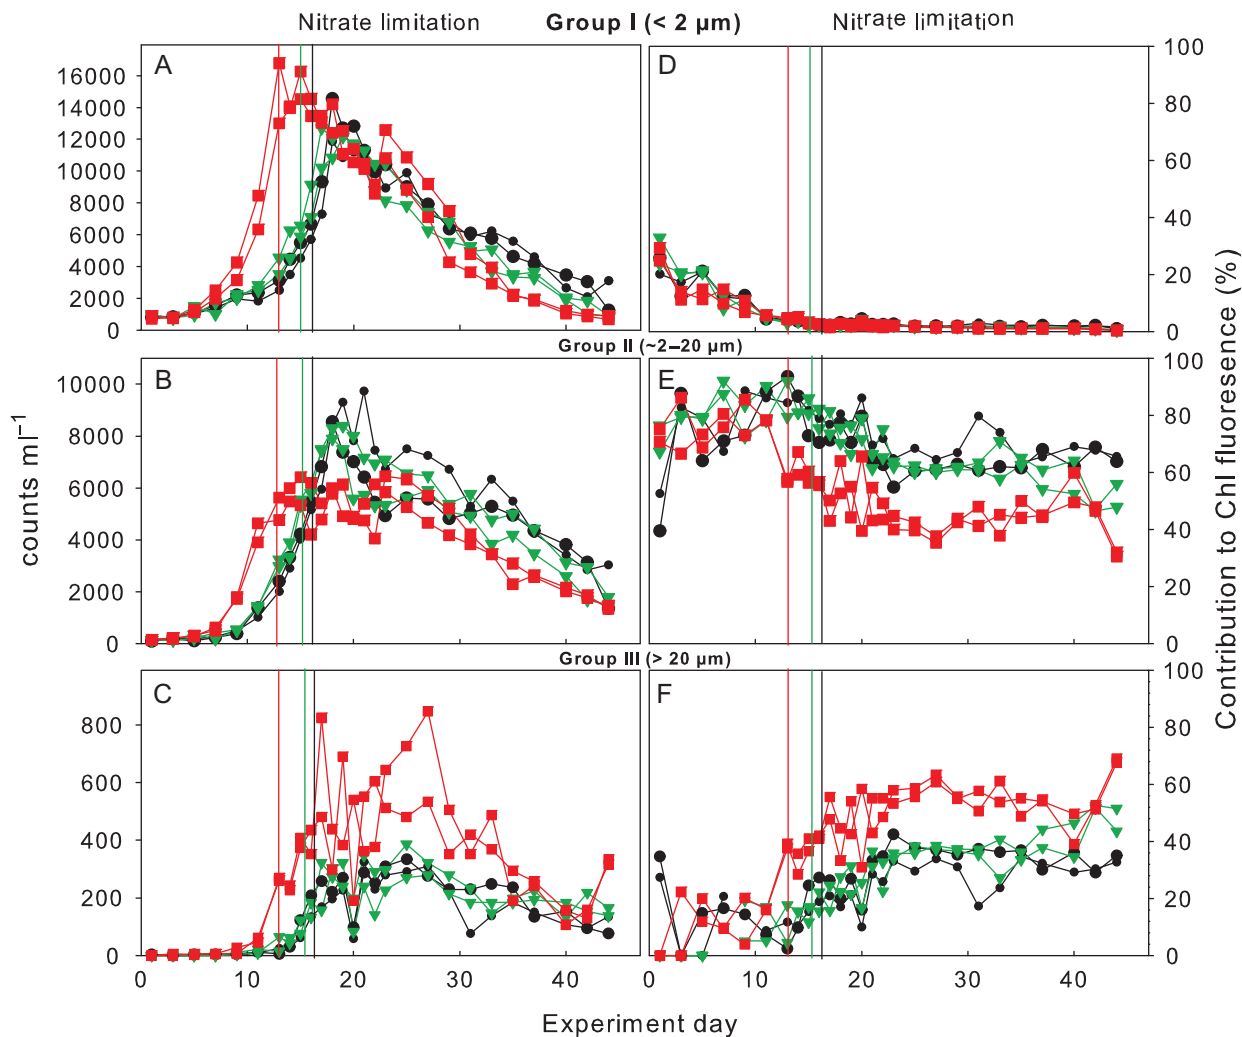 Nitrate limitation
Group I (< 2 µm)
Nitrate limitation
A
16000
14000
12000
10000
8000
6000
4000
2000
0
D
100
80
60
40
20
0
Group II (~2–20 µm)
B
10000
8000
6000
4000
2000
0
E
100
80
60
40
20
0
Group III (> 20 µm)
C
800
600
400
200
0
F
100
80
60
40
20
0
counts ml⁻¹
Contribution to Chl fluoresence (%)
0 10 20 30 40
0 10 20 30 40
Experiment day